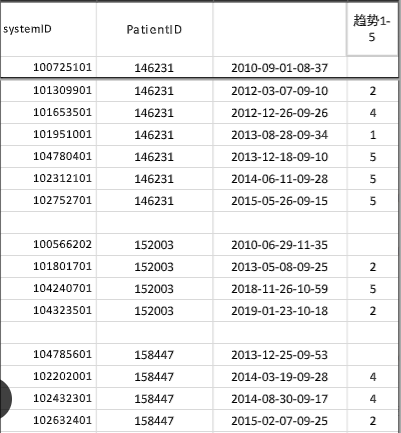 systemID PatientID 趋势1-
5
100725101 146231 2010-09-01-08-37
101309901 146231 2012-03-07-09-10 2
101653501 146231 2012-12-26-09-26 4
101951001 146231 2013-08-28-09-34 1
104780401 146231 2013-12-18-09-10 5
102312101 146231 2014-06-11-09-28 5
102752701 146231 2015-05-26-09-15 5
100566202 152003 2010-06-29-11-35
101801701 152003 2013-05-08-09-25 2
104240701 152003 2018-11-26-10-59 5
104323501 152003 2019-01-23-10-18 2
104785601 158447 2013-12-25-09-53
102202001 158447 2014-03-19-09-28 4
102432301 158447 2014-08-30-09-17 4
102632401 158447 2015-02-07-09-25 2